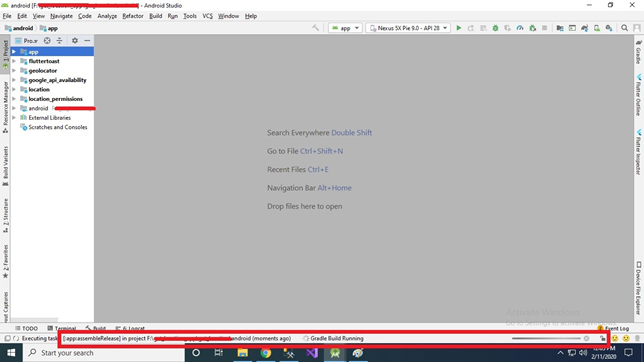 android [F:\ - Android Studio
File Edit View Navigate Code Analyze Refactor Build Run Tools VCS Window Help
android app
app Nexus 5X Pie 9.0 - API 28
1: Project
Resource Manager
Build Variants
Z: Structure
2: Favorites
out Captures
app
fluttertoast
geolocator
google_api_availability
location
location_permissions
android
External Libraries
Scratches and Consoles
Search Everywhere Double Shift
Go to File Ctrl+Shift+N
Recent Files Ctrl+E
Navigation Bar Alt+Home
Drop files here to open
Gradle
Flutter Outline
Flutter Inspector
Device File Explorer
Activate Windows
Go to Settings to activate
TODO Terminal Build 6: Logcat Event Log
Executing task [:app:assembleRelease] in project F:\ android (moments ago) Gradle Build Running
Start your search
2/11/2020